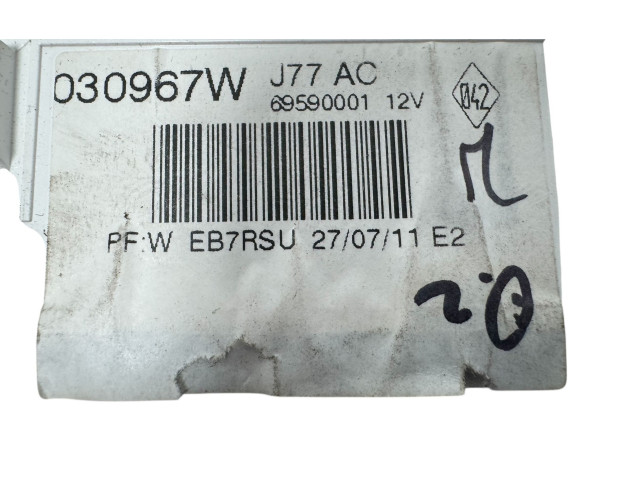 030967W J77 AC
69590001 12V
042
PF:W EB7RSU 27/07/11 E2